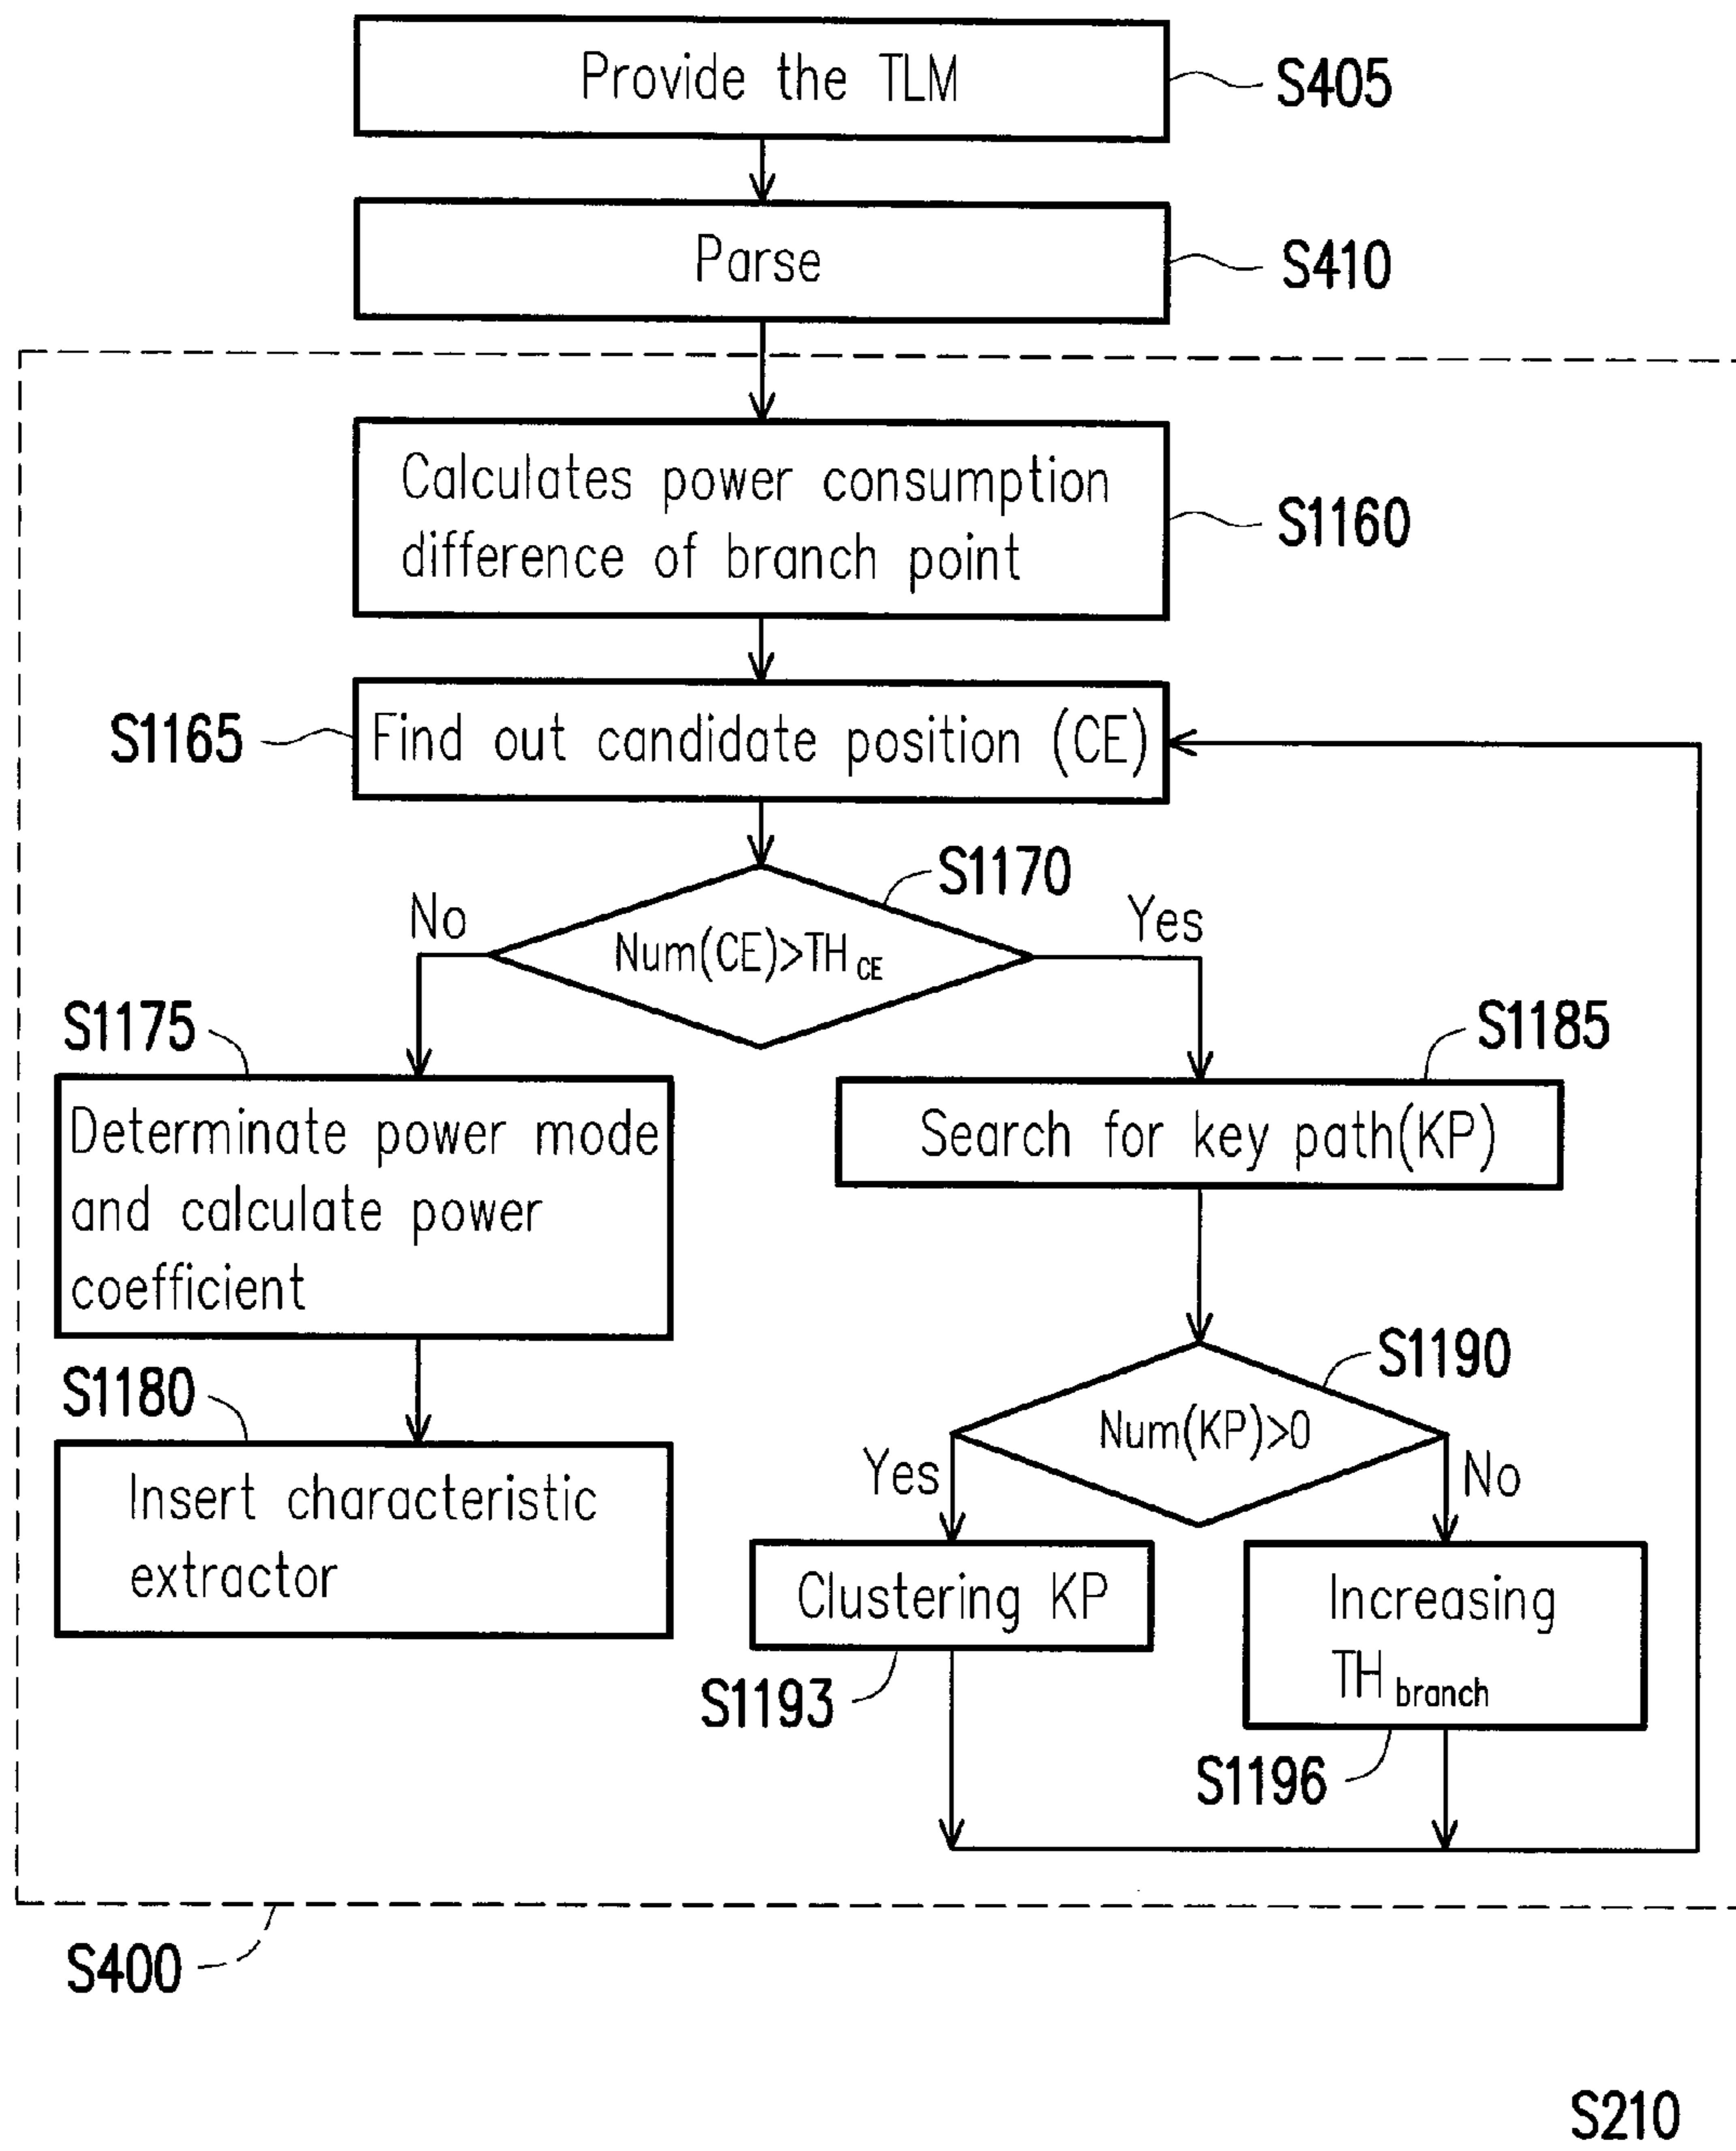 Provide the TLM
S405
Parse
S410
Calculates power consumption
difference of branch point
S1160
S1165
Find out candidate position (CE)
S1170
No
Num(CE)>TH CE
Yes
S1175
Determinate power mode
and calculate power
coefficient
S1185
Search for key path(KP)
S1180
Insert characteristic
extractor
S1190
Num(KP)>0
Yes
No
Clustering KP
S1193
Increasing
TH branch
S1196
S400
S210